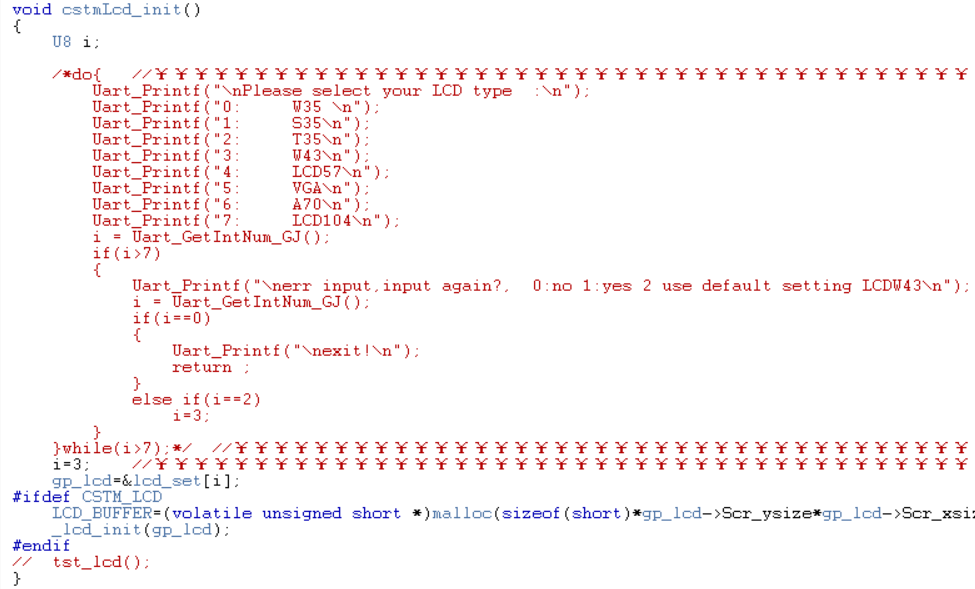 void cstmLcd_init()
{
    U8 i;

    /*do{   //￥￥￥￥￥￥￥￥￥￥￥￥￥￥￥￥￥￥￥￥￥￥￥￥￥￥￥￥￥￥￥￥￥￥￥￥￥￥￥￥￥
        Uart_Printf("\nPlease select your LCD type  :\n");
        Uart_Printf("0:     W35 \n");
        Uart_Printf("1:     S35\n");
        Uart_Printf("2:     T35\n");
        Uart_Printf("3:     W43\n");
        Uart_Printf("4:     LCD57\n");
        Uart_Printf("5:     VGA\n");
        Uart_Printf("6:     A70\n");
        Uart_Printf("7:     LCD104\n");
        i = Uart_GetIntNum_GJ();
        if(i>7)
        {
            Uart_Printf("\nerr input,input again?,  0:no 1:yes 2 use default setting LCDW43\n");
            i = Uart_GetIntNum_GJ();
            if(i==0)
            {
                Uart_Printf("\nexit!\n");
                return ;
            }
            else if(i==2)
                i=3;
        }
    }while(i>7);*/  //￥￥￥￥￥￥￥￥￥￥￥￥￥￥￥￥￥￥￥￥￥￥￥￥￥￥￥￥￥￥￥￥￥￥￥￥￥
    i=3;    //￥￥￥￥￥￥￥￥￥￥￥￥￥￥￥￥￥￥￥￥￥￥￥￥￥￥￥￥￥￥￥￥￥￥￥￥￥￥￥￥￥
    gp_lcd=&lcd_set[i];
#ifdef CSTM_LCD
    LCD_BUFFER=(volatile unsigned short *)malloc(sizeof(short)*gp_lcd->Scr_ysize*gp_lcd->Scr_xsi
    _lcd_init(gp_lcd);
#endif
//  tst_lcd();
}